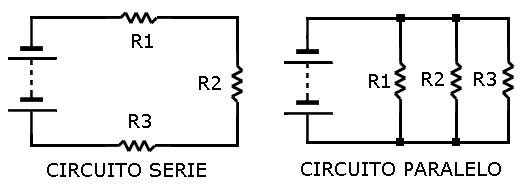 R1
R2
R3
CIRCUITO SERIE
R1
R2
R3
CIRCUITO PARALELO